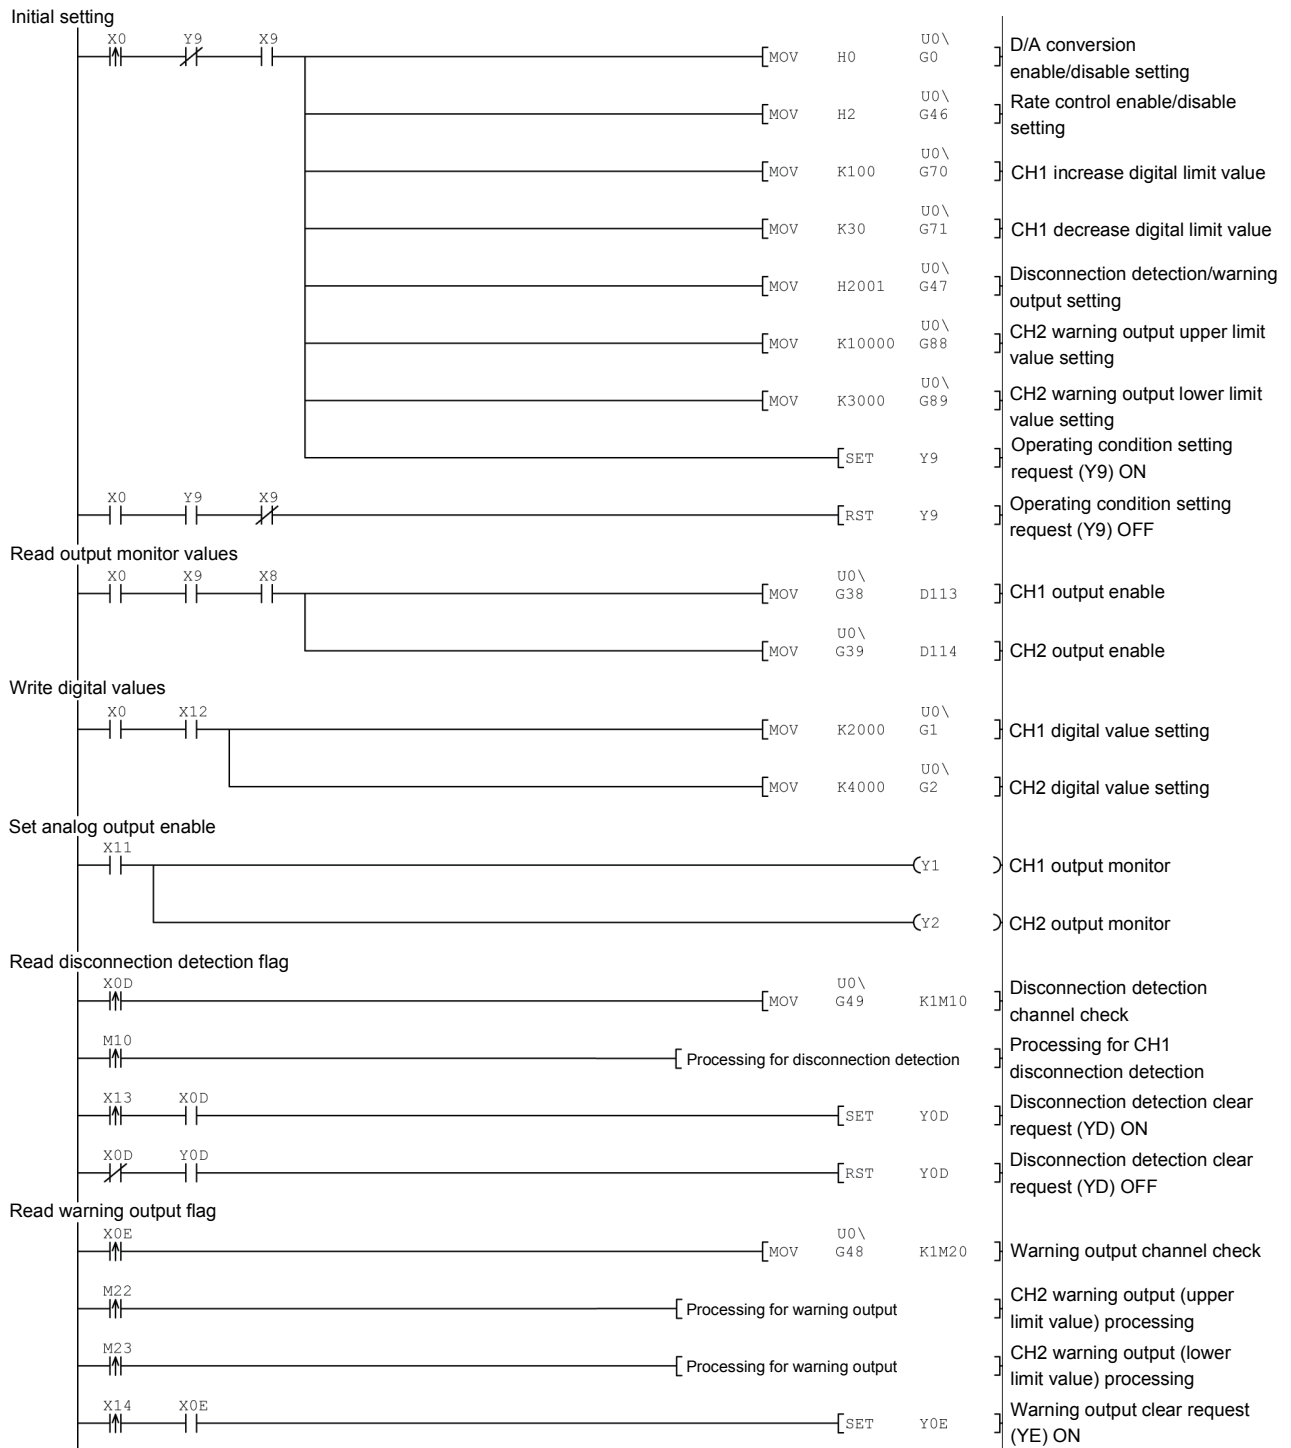 Initial setting
X0 Y9 X9 U0\ D/A conversion
MOV H0 G0 enable/disable setting
U0\ Rate control enable/disable
MOV H2 G46 setting
U0\
MOV K100 G70 CH1 increase digital limit value
U0\
MOV K30 G71 CH1 decrease digital limit value
U0\ Disconnection detection/warning
MOV H2001 G47 output setting
U0\ CH2 warning output upper limit
MOV K10000 G88 value setting
U0\ CH2 warning output lower limit
MOV K3000 G89 value setting
Operating condition setting
SET Y9 request (Y9) ON
X0 Y9 X9 Operating condition setting
RST Y9 request (Y9) OFF
Read output monitor values
X0 X9 X8 U0\
MOV G38 D113 CH1 output enable
U0\
MOV G39 D114 CH2 output enable
Write digital values
X0 X12 U0\
MOV K2000 G1 CH1 digital value setting
U0\
MOV K4000 G2 CH2 digital value setting
Set analog output enable
X11
Y1 CH1 output monitor
Y2 CH2 output monitor
Read disconnection detection flag
X0D U0\ Disconnection detection
MOV G49 K1M10 channel check
M10 Processing for CH1
Processing for disconnection detection disconnection detection
X13 X0D Disconnection detection clear
SET Y0D request (YD) ON
X0D Y0D Disconnection detection clear
RST Y0D request (YD) OFF
Read warning output flag
X0E U0\
MOV G48 K1M20 Warning output channel check
M22 CH2 warning output (upper
Processing for warning output limit value) processing
M23 CH2 warning output (lower
Processing for warning output limit value) processing
X14 X0E Warning output clear request
SET Y0E (YE) ON